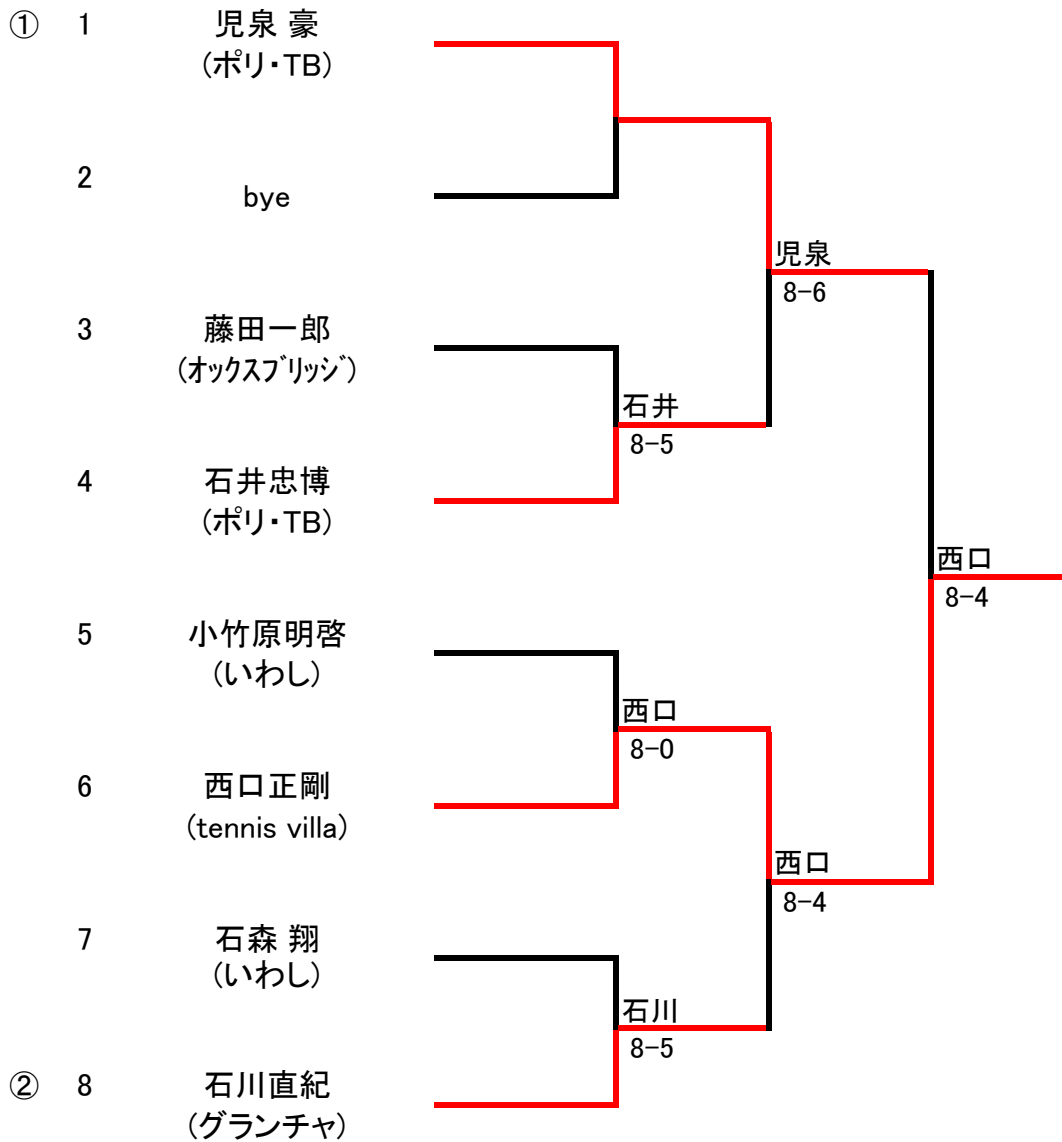 ① 1 児泉 豪
(ポリ・TB)
2 bye
児泉
8-6
3 藤田一郎
(オックスブリッジ)
石井
8-5
4 石井忠博
(ポリ・TB)
西口
8-4
5 小竹原明啓
(いわし)
西口
8-0
6 西口正剛
(tennis villa)
西口
8-4
7 石森 翔
(いわし)
石川
8-5
② 8 石川直紀
(グランチャ)